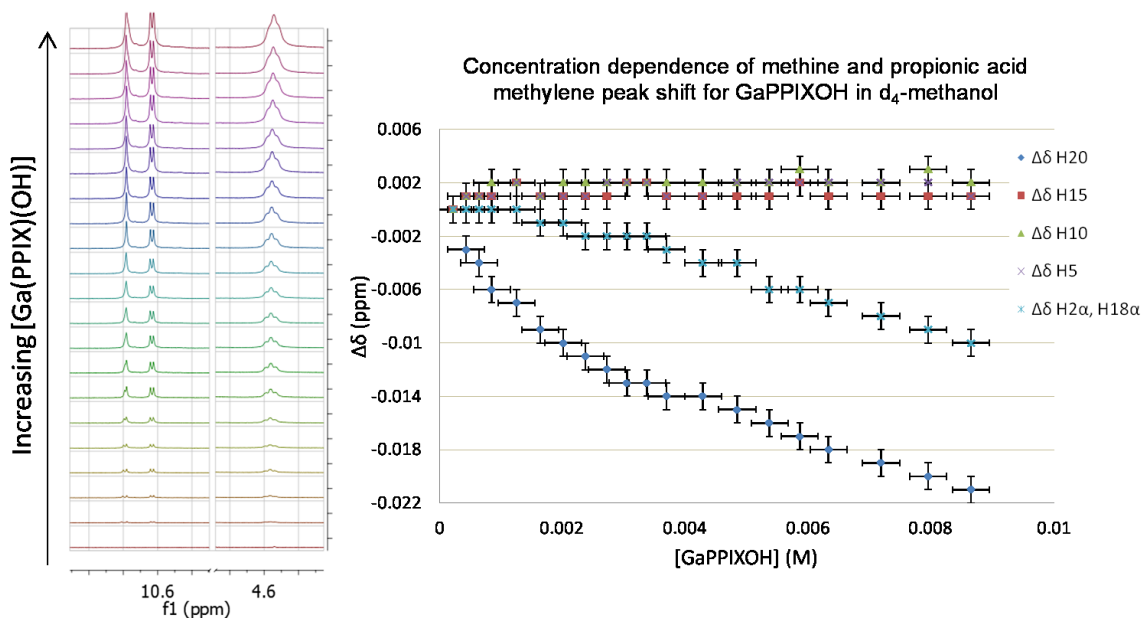 Increasing [Ga(PPIX)(OH)]
10.6
4.6
f1 (ppm)
Concentration dependence of methine and propionic acid
methylene peak shift for GaPPIXOH in d4-methanol
0.006
0.002
-0.002
-0.006
-0.01
-0.014
-0.018
-0.022
Δδ (ppm)
0
0.002
0.004
0.006
0.008
0.01
[GaPPIXOH] (M)
Δδ H20
Δδ H15
Δδ H10
Δδ H5
Δδ H2α, H18α